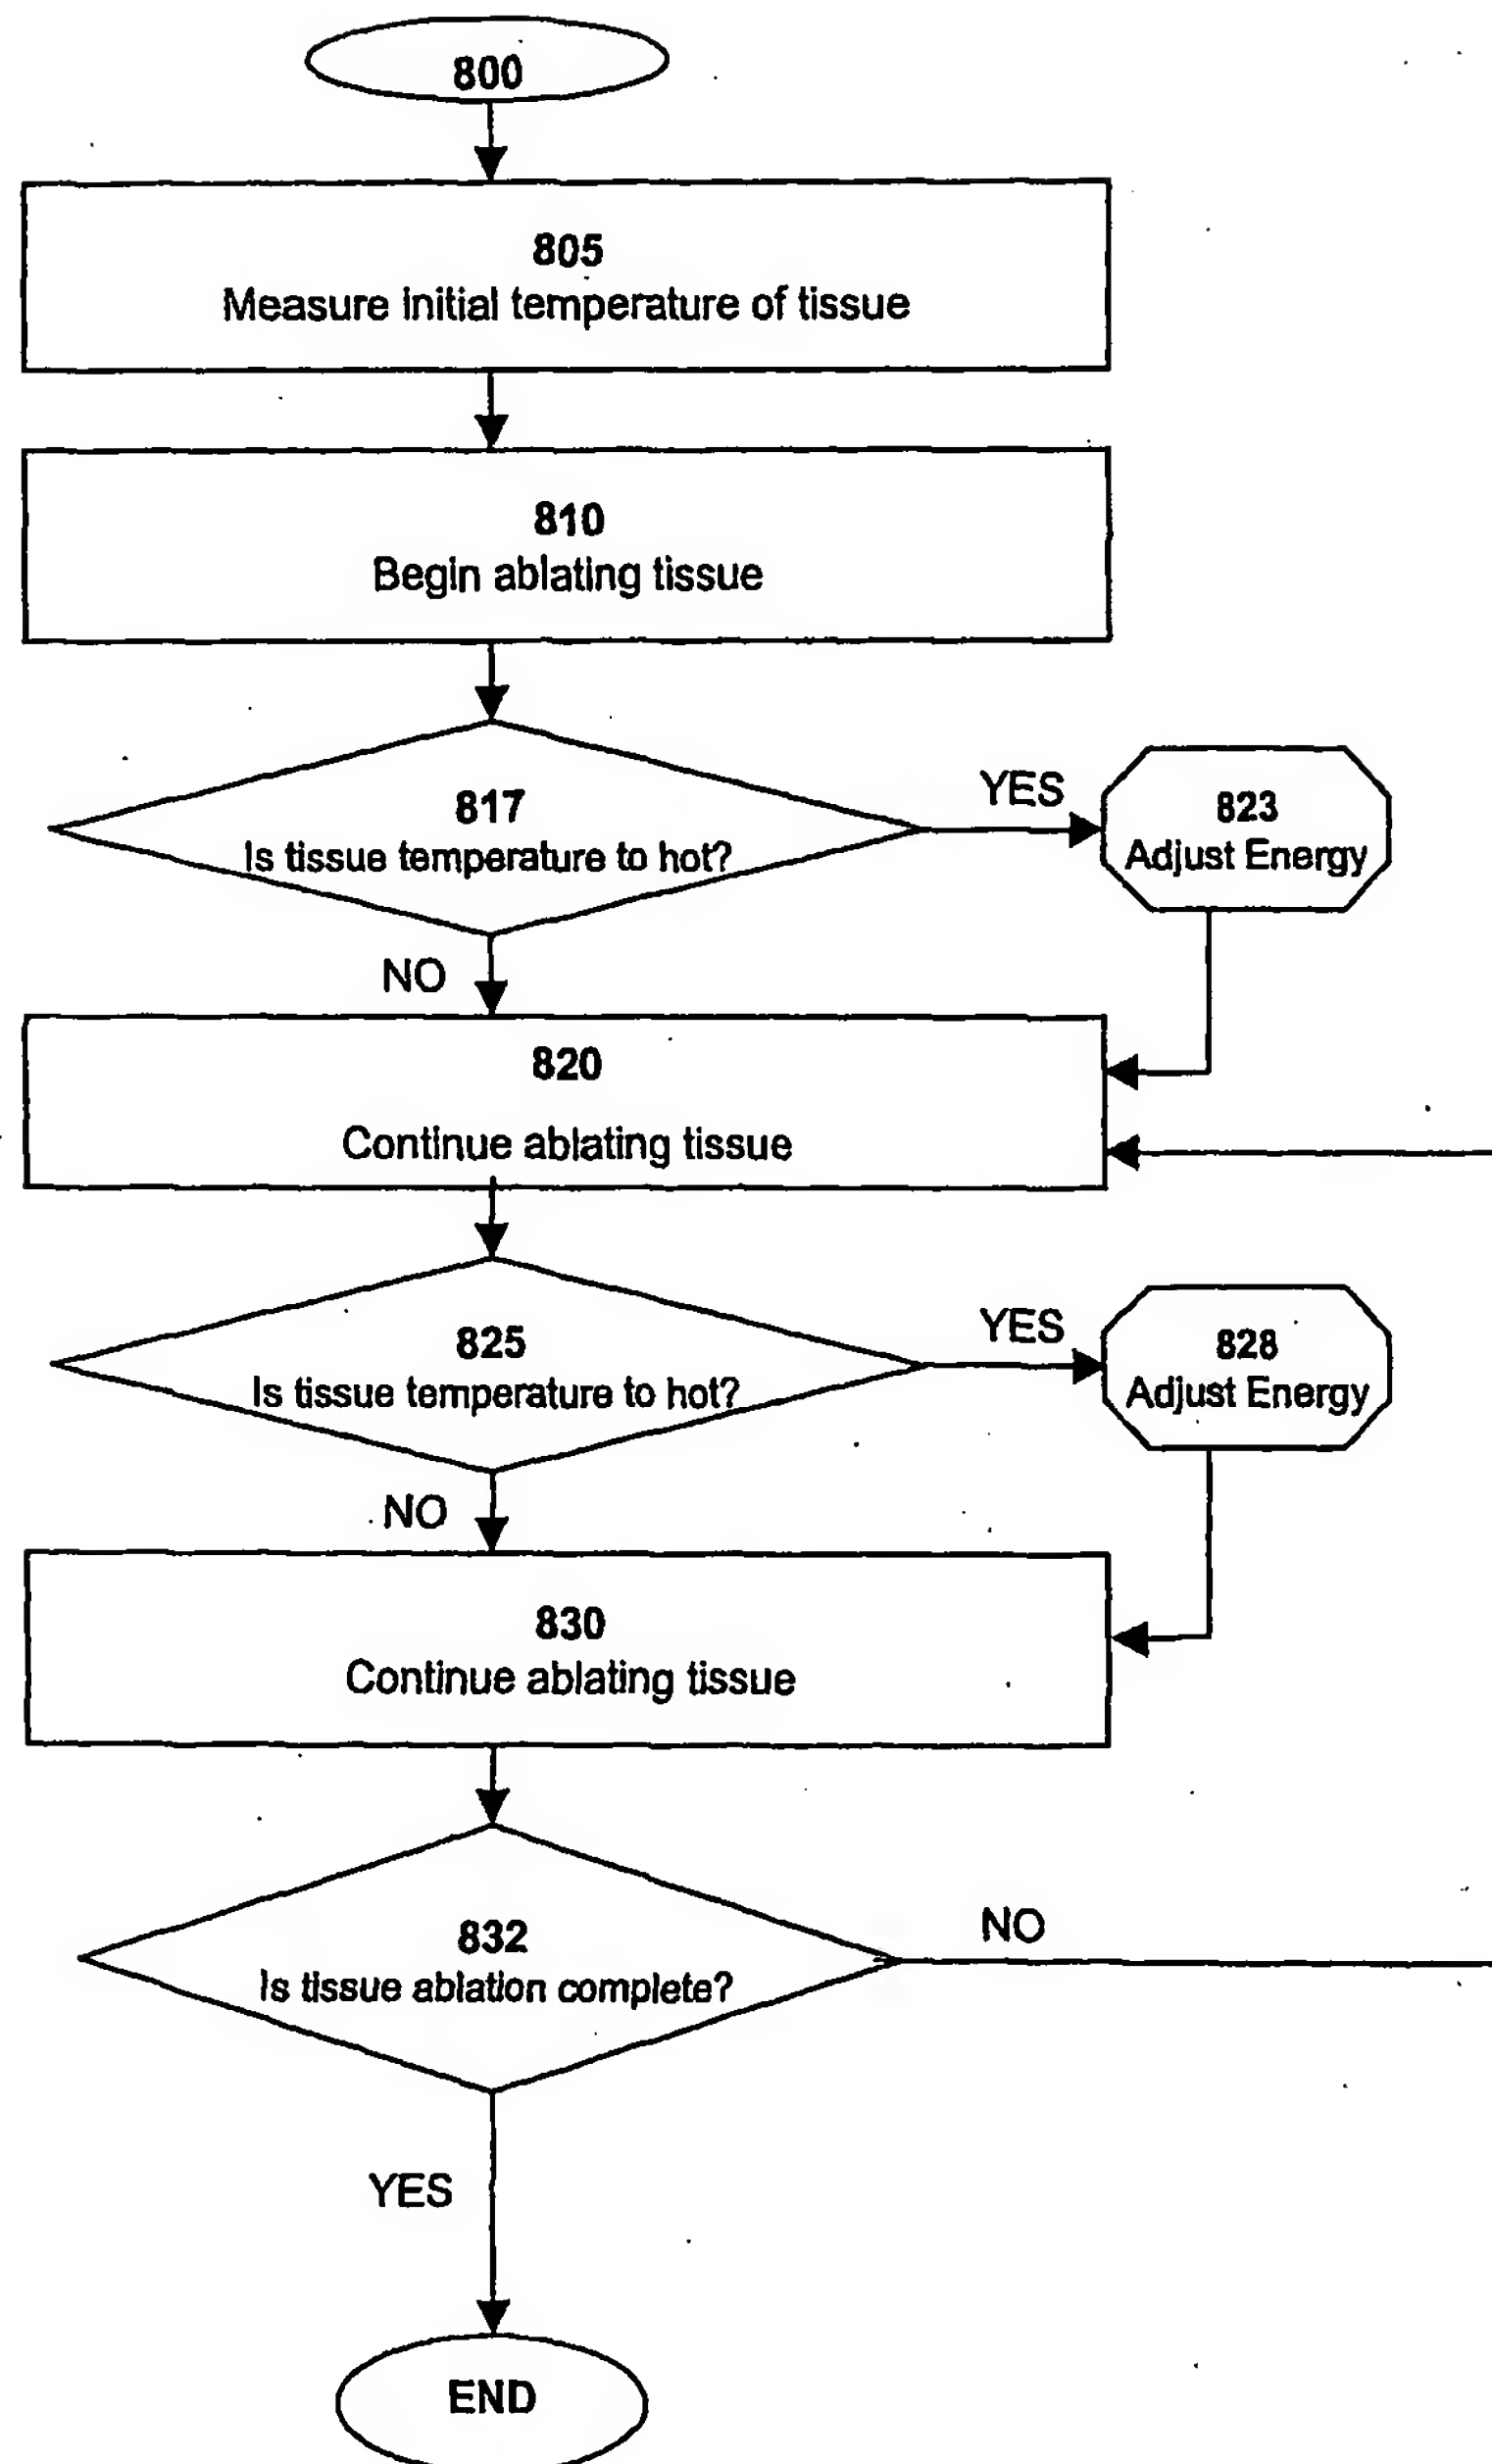 800
805
Measure initial temperature of tissue
810
Begin ablating tissue
817
Is tissue temperature to hot?
YES
823
Adjust Energy
NO
820
Continue ablating tissue
825
Is tissue temperature to hot?
YES
828
Adjust Energy
NO
830
Continue ablating tissue
832
Is tissue ablation complete?
NO
YES
END